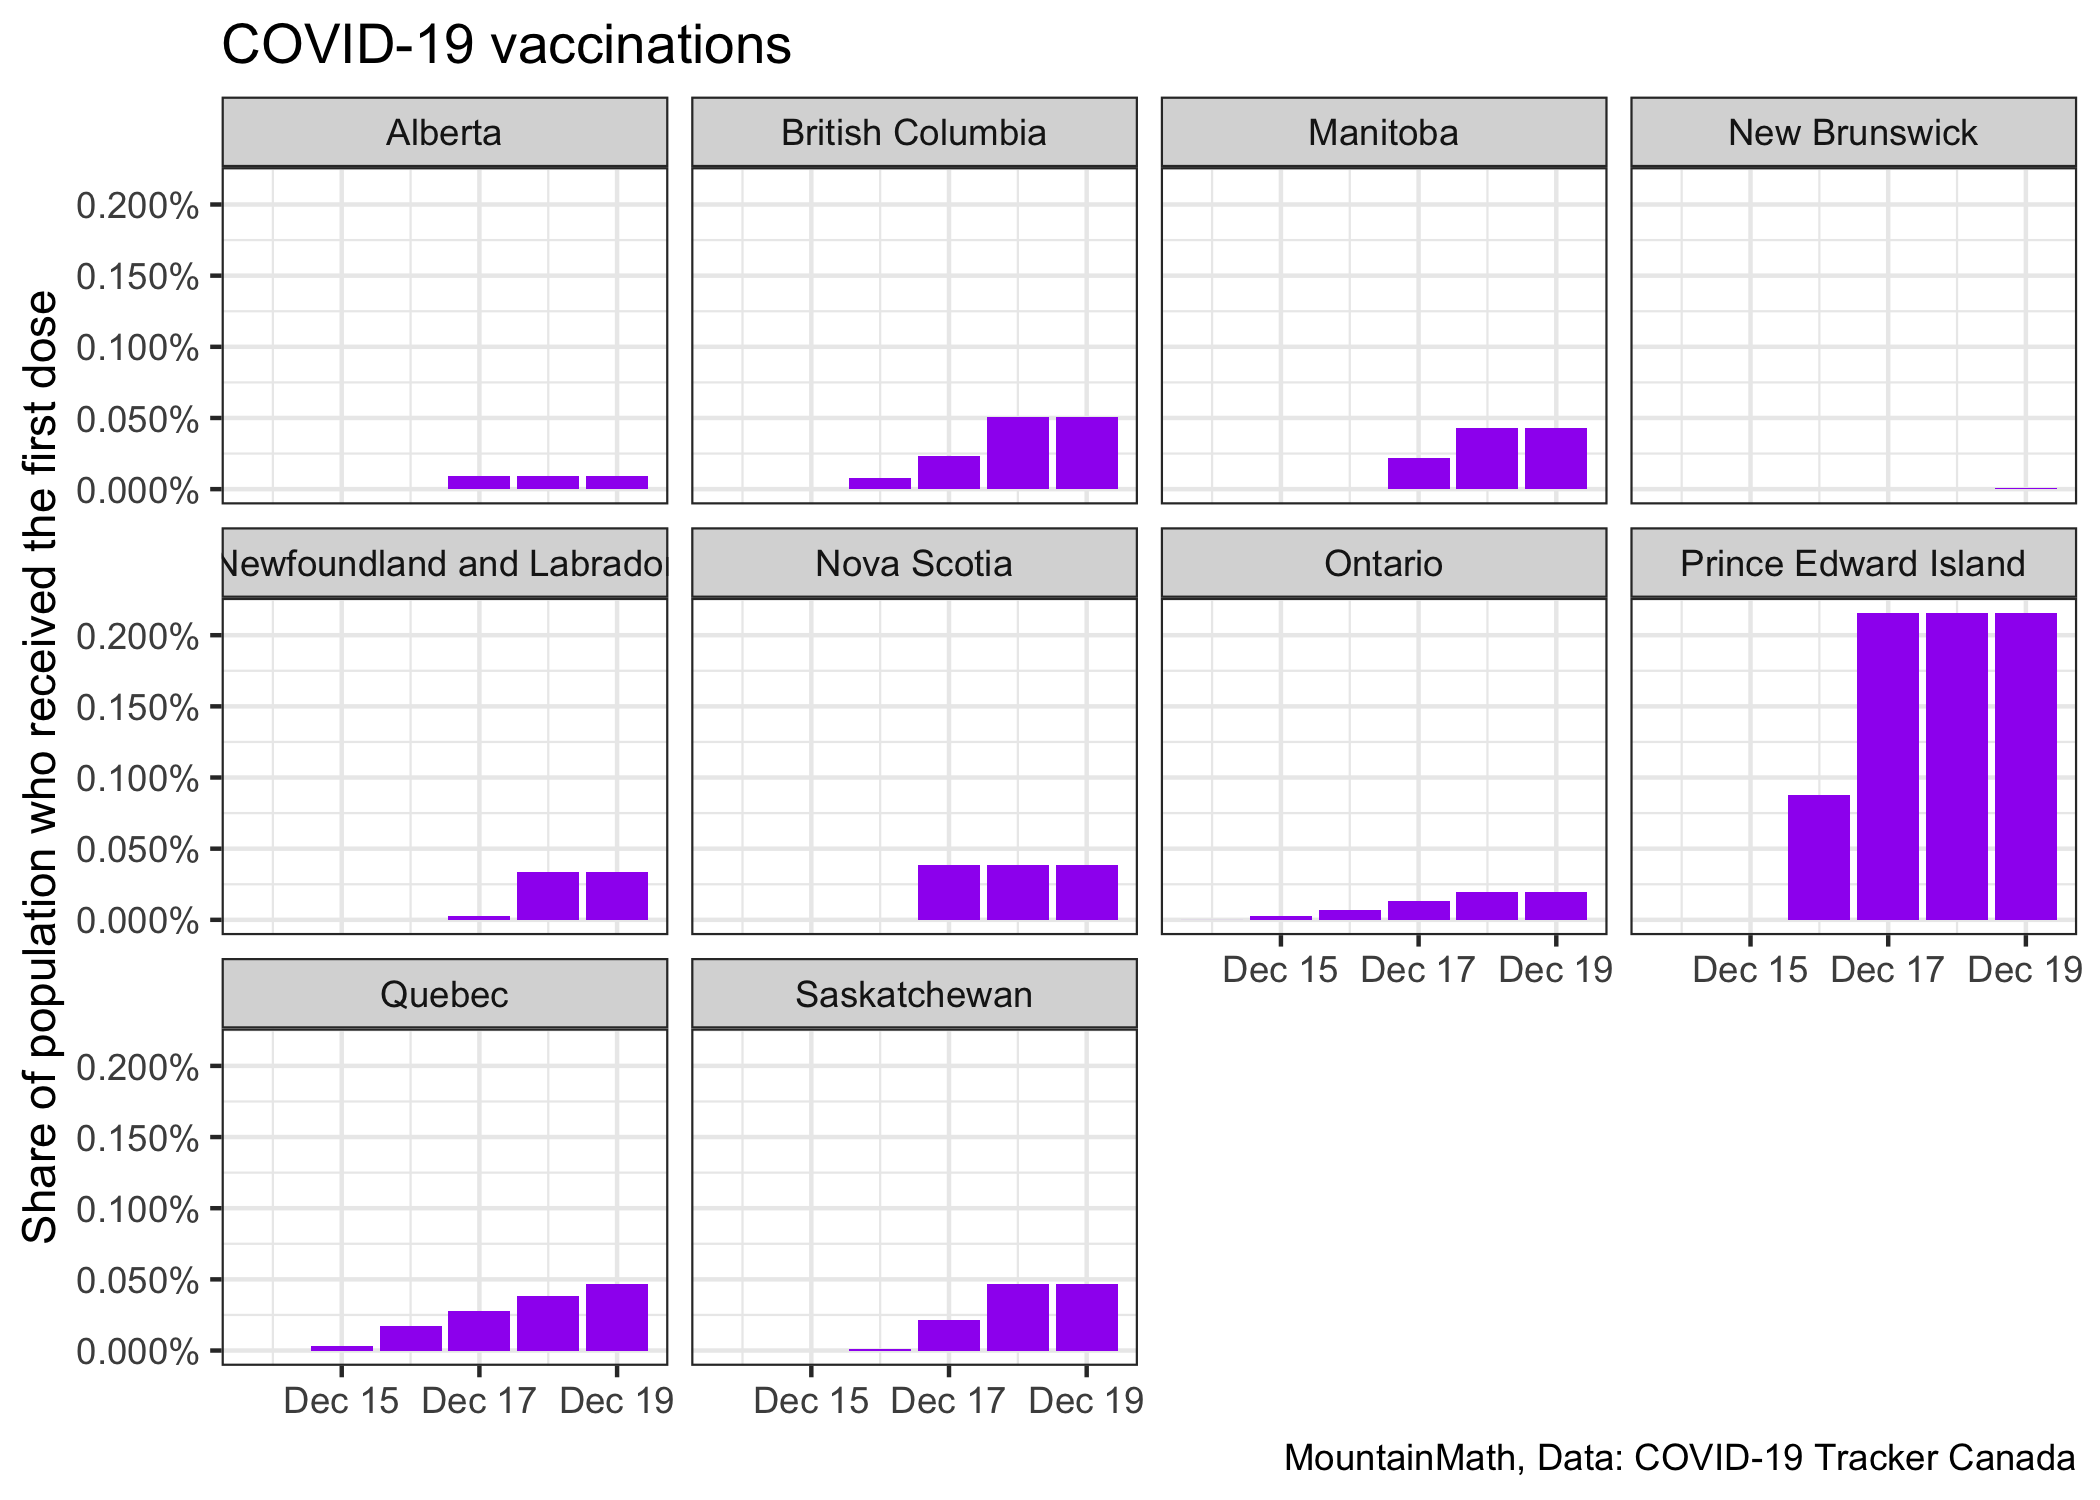 COVID-19 vaccinations
Share of population who received the first dose
Alberta
British Columbia
Manitoba
New Brunswick
0.200%
0.150%
0.100%
0.050%
0.000%
Newfoundland and Labrador
Nova Scotia
Ontario
Prince Edward Island
0.200%
0.150%
0.100%
0.050%
0.000%
Dec 15 Dec 17 Dec 19
Dec 15 Dec 17 Dec 19
Quebec
Saskatchewan
0.200%
0.150%
0.100%
0.050%
0.000%
Dec 15 Dec 17 Dec 19
Dec 15 Dec 17 Dec 19
MountainMath, Data: COVID-19 Tracker Canada